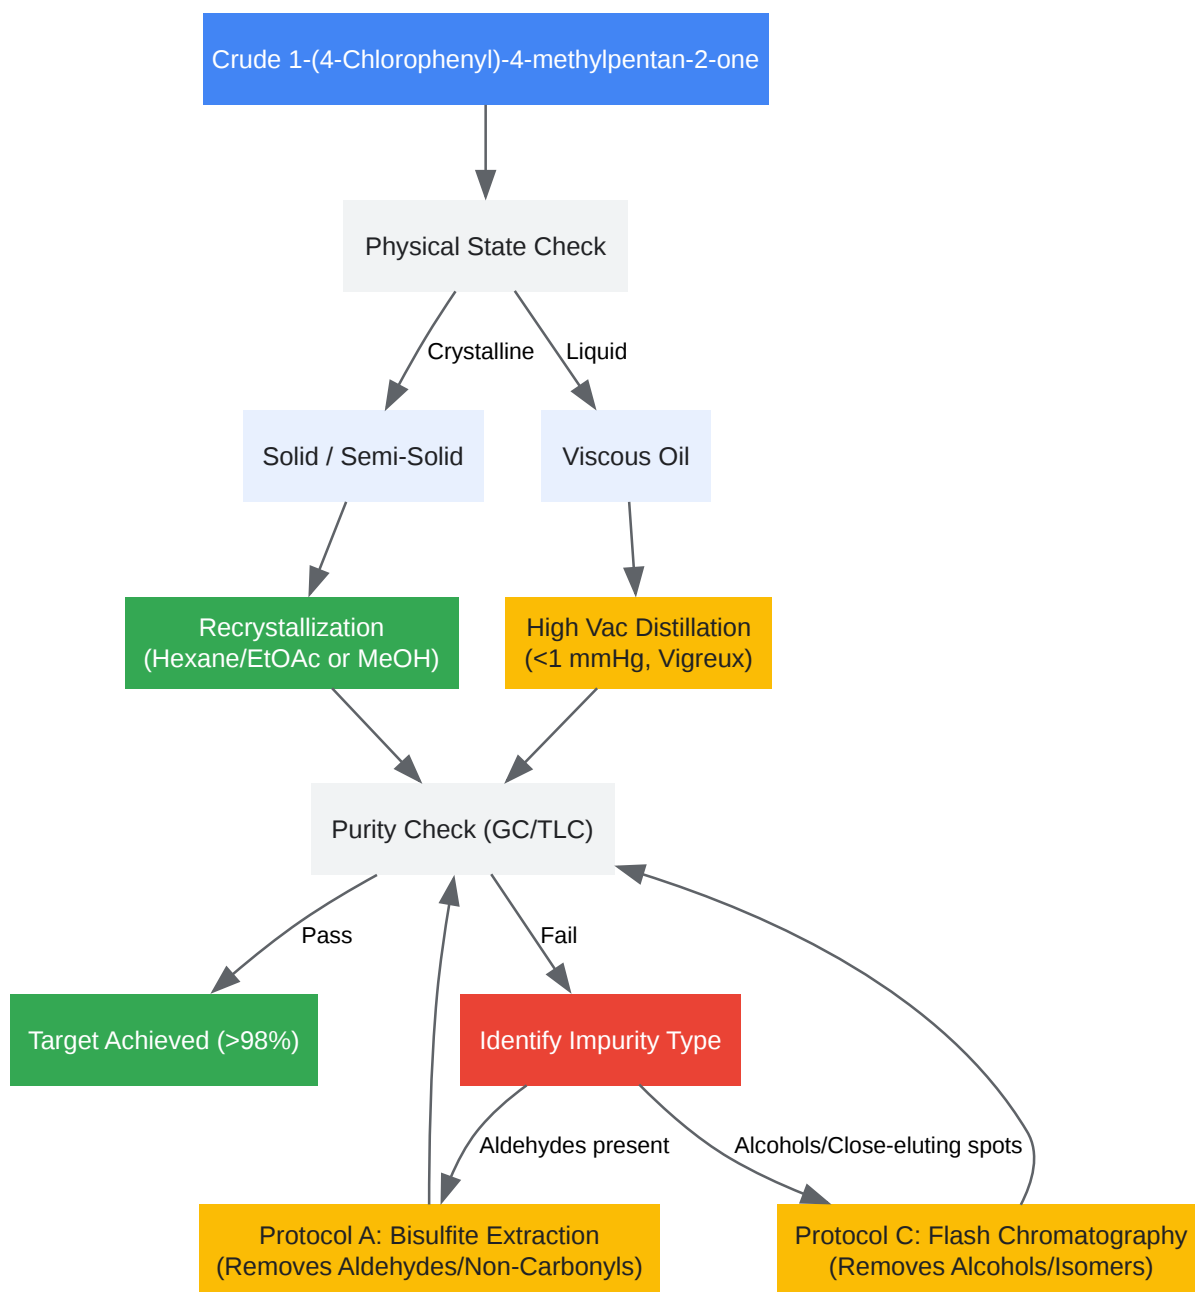 Crude 1-(4-Chlorophenyl)-4-methylpentan-2-one
Physical State Check
Crystalline
Liquid
Solid / Semi-Solid
Viscous Oil
Recrystallization
(Hexane/EtOAc or MeOH)
High Vac Distillation
(<1 mmHg, Vigreux)
Purity Check (GC/TLC)
Pass
Fail
Target Achieved (>98%)
Identify Impurity Type
Aldehydes present
Alcohols/Close-eluting spots
Protocol A: Bisulfite Extraction
(Removes Aldehydes/Non-Carbonyls)
Protocol C: Flash Chromatography
(Removes Alcohols/Isomers)